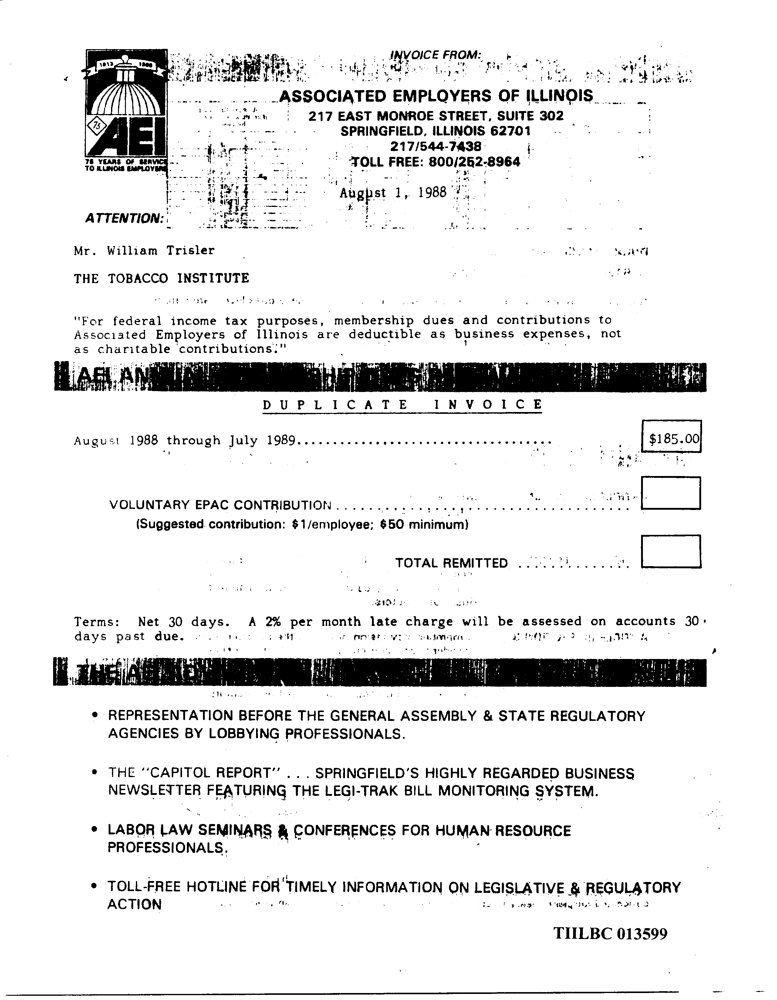 INVOICE FROM:
1913 1988
ASSOCIATED EMPLOYERS OF ILLINOIS
217 EAST MONROE STREET, SUITE 302
SPRINGFIELD, ILLINOIS 62701
217/544-7438
TOLL FREE: 800/262-8964
75
AEI
75 YEARS OF SERVICE
TO ILLINOIS EMPLOYERS
August 1, 1988
ATTENTION:
Mr. William Trisler
THE TOBACCO INSTITUTE
"For federal income tax purposes, membership dues and contributions to
Associated Employers of Illinois are deductible as business expenses, not
as charitable contributions."
AEI
DUPLICATE INVOICE
August 1988 through July 1989................................... $185.00
VOLUNTARY EPAC CONTRIBUTION ..............................
(Suggested contribution: $1/employee; $50 minimum)
TOTAL REMITTED ............
Terms: Net 30 days. A 2% per month late charge will be assessed on accounts 30
days past due.
THE
• REPRESENTATION BEFORE THE GENERAL ASSEMBLY & STATE REGULATORY
AGENCIES BY LOBBYING PROFESSIONALS.
• THE "CAPITOL REPORT" . . . SPRINGFIELD'S HIGHLY REGARDED BUSINESS
NEWSLETTER FEATURING THE LEGI-TRAK BILL MONITORING SYSTEM.
• LABOR LAW SEMINARS & CONFERENCES FOR HUMAN RESOURCE
PROFESSIONALS.
• TOLL-FREE HOTLINE FOR TIMELY INFORMATION ON LEGISLATIVE & REGULATORY
ACTION
TIILBC 013599